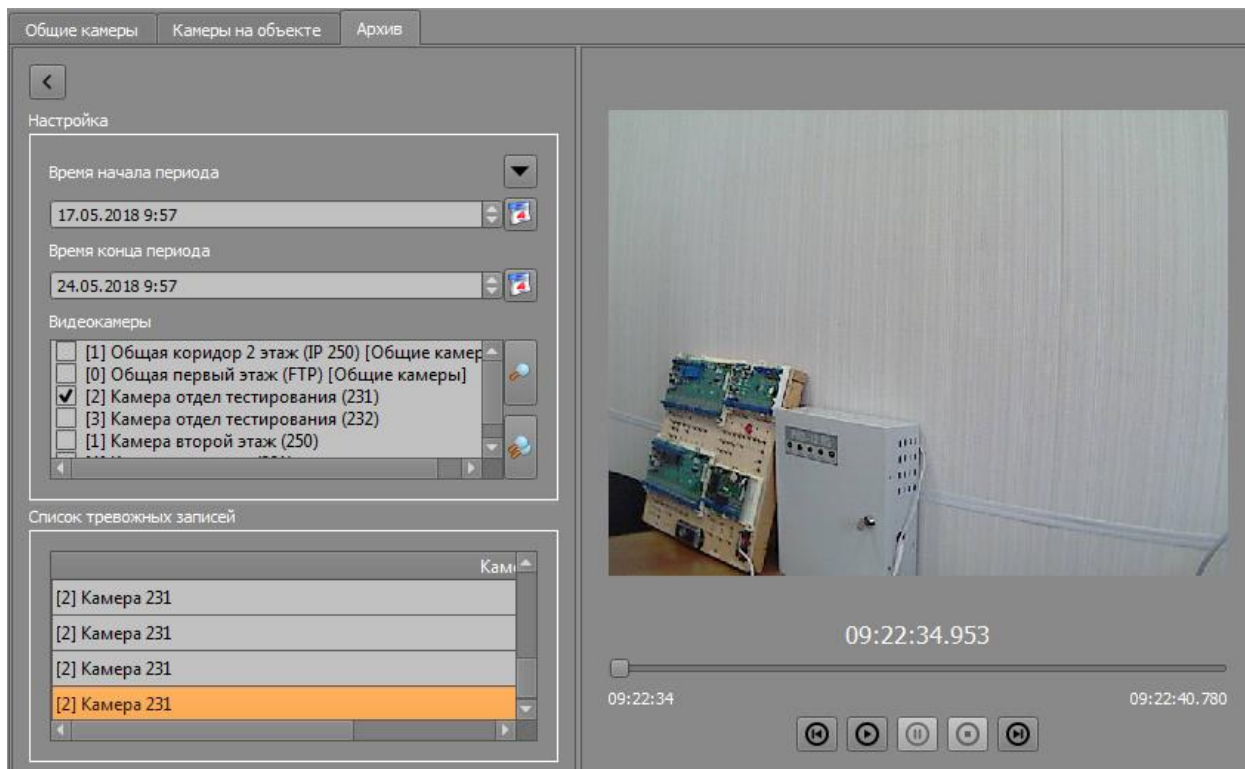 Общие камеры
Камеры на объекте
Архив
Настройка
Время начала периода
17.05.2018 9:57
Время конца периода
24.05.2018 9:57
Видеокамеры
[1] Общая коридор 2 этаж (IP 250) [Общие камер
[0] Общая первый этаж (FTP) [Общие камеры]
[2] Камера отдел тестирования (231)
[3] Камера отдел тестирования (232)
[1] Камера второй этаж (250)
Список тревожных записей
Каме
[2] Камера 231
[2] Камера 231
[2] Камера 231
[2] Камера 231
09:22:34.953
09:22:34
09:22:40.780